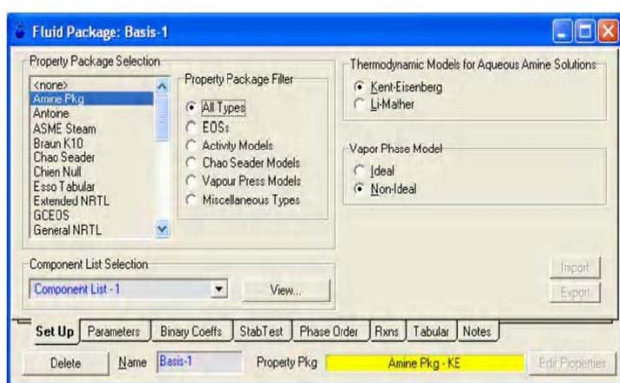 Fluid Package: Basis-1
Property Package Selection
<none>
Amine Pkg
Antoine
ASME Steam
Braun K10
Chao Seader
Chien Null
Esso Tabular
Extended NRTL
GCEOS
General NRTL
Property Package Filter
All Types
EOSs
Activity Models
Chao Seader Models
Vapour Press Models
Miscellaneous Types
Thermodynamic Models for Aqueous Amine Solutions
Kent-Eisenberg
Li-Mather
Vapor Phase Model
Ideal
Non-Ideal
Component List Selection
Component List - 1
View...
Import
Export
Set Up Parameters Binary Coeffs StabTest Phase Order Rxns Tabular Notes
Delete Name Basis-1 Property Pkg Amine Pkg - KE Edit Properties